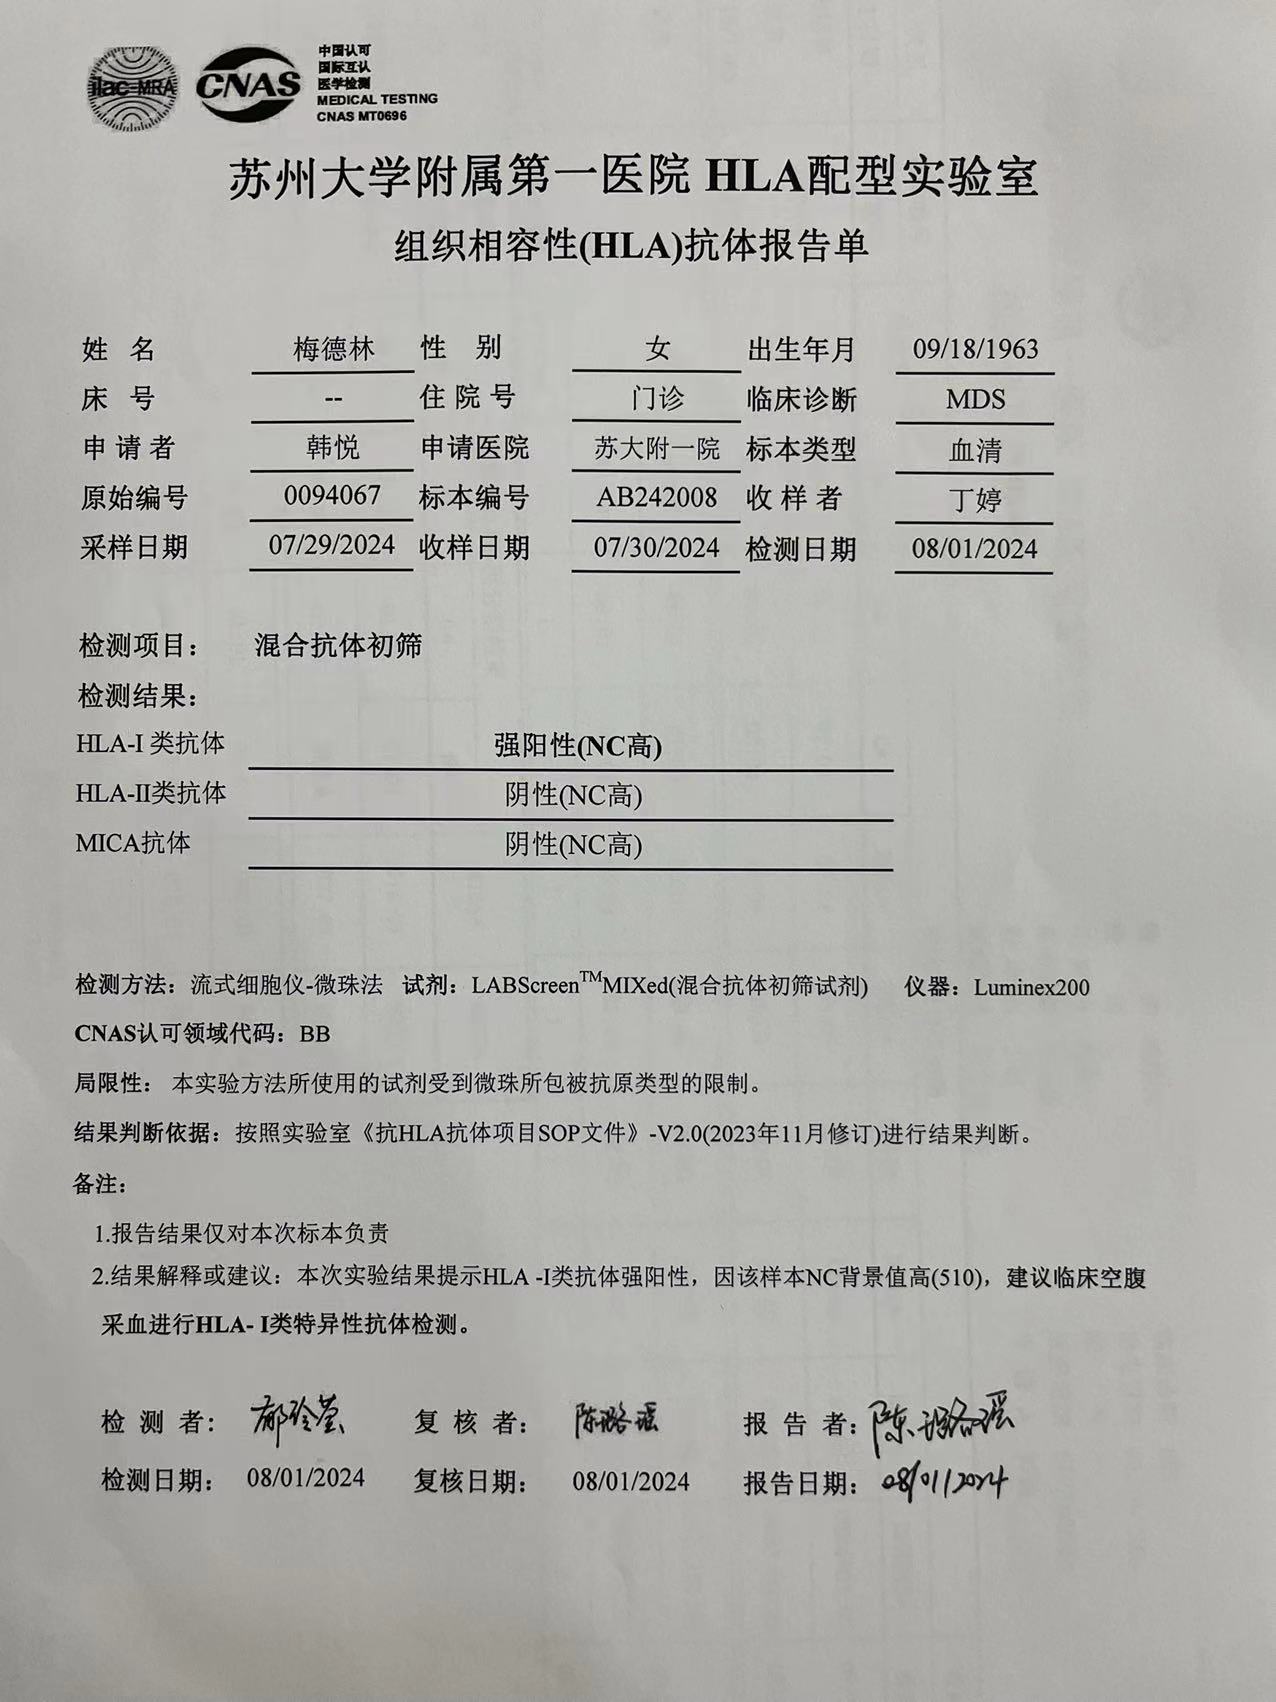 ilac-MRA
CNAS
中国认可
国际互认
医学检测
MEDICAL TESTING
CNAS MT0696
苏州大学附属第一医院 HLA配型实验室
组织相容性(HLA)抗体报告单
姓 名 梅德林 性 别 女 出生年月 09/18/1963
床 号 -- 住 院 号 门诊 临床诊断 MDS
申 请 者 韩悦 申请医院 苏大附一院 标本类型 血清
原始编号 0094067 标本编号 AB242008 收 样 者 丁婷
采样日期 07/29/2024 收样日期 07/30/2024 检测日期 08/01/2024
检测项目： 混合抗体初筛
检测结果：
HLA-I 类抗体 强阳性(NC高)
HLA-II类抗体 阴性(NC高)
MICA抗体 阴性(NC高)
检测方法：流式细胞仪-微珠法 试剂：LABScreen™MIXed(混合抗体初筛试剂) 仪器：Luminex200
CNAS认可领域代码：BB
局限性： 本实验方法所使用的试剂受到微珠所包被抗原类型的限制。
结果判断依据：按照实验室《抗HLA抗体项目SOP文件》-V2.0(2023年11月修订)进行结果判断。
备注：
1.报告结果仅对本次标本负责
2.结果解释或建议：本次实验结果提示HLA -I类抗体强阳性，因该样本NC背景值高(510)，建议临床空腹
采血进行HLA- I类特异性抗体检测。
检 测 者： 郁玲莹 复 核 者： 陈璐瑶 报 告 者：陈璐瑶
检测日期： 08/01/2024 复核日期： 08/01/2024 报告日期： 08/01/2024